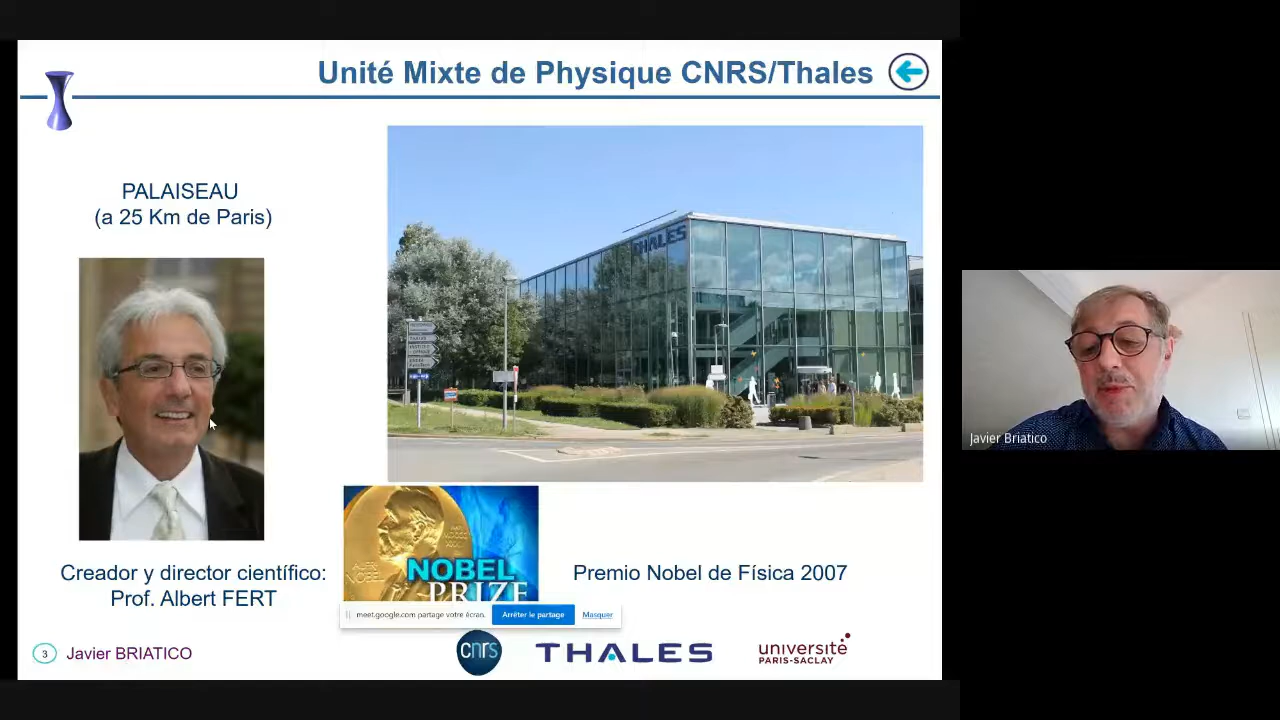 Unité Mixte de Physique CNRS/Thales
PALAISEAU
(a 25 Km de Paris)
THALES
NOBEL
PRIZE
Creador y director científico:
Prof. Albert FERT
Premio Nobel de Física 2007
meet.google.com partage votre écran.
Arrêter le partage
Masquer
3
Javier BRIATICO
cnrs
THALES
université
PARIS-SACLAY
Javier Briatico